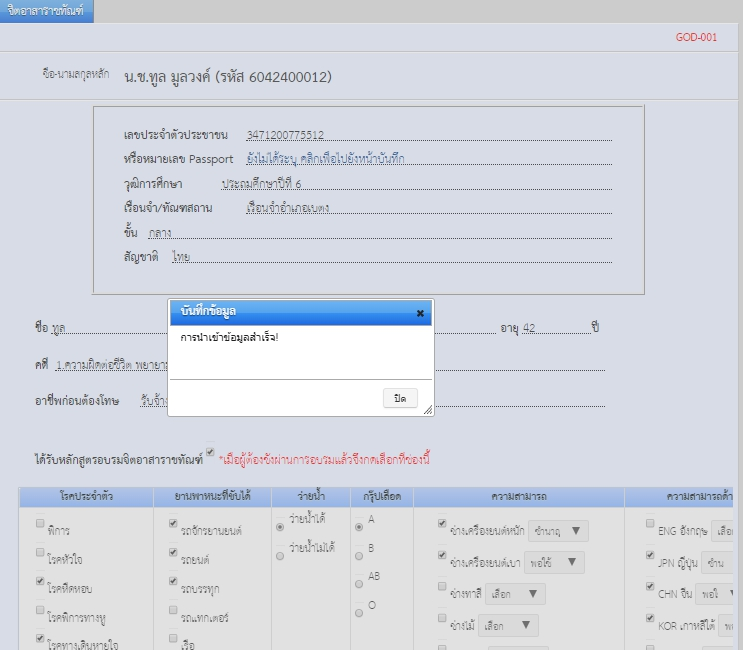 จิตอาสาราชทัณฑ์
GOD-001
ชื่อ-นามสกุลหลัก น.ช.ทูล มูลวงค์ (รหัส 6042400012)
เลขประจำตัวประชาชน 3471200775512
หรือหมายเลข Passport ยังไม่ได้ระบุ คลิกเพื่อไปยังหน้าบันทึก
วุฒิการศึกษา ประถมศึกษาปีที่ 6
เรือนจำ/ทัณฑสถาน เรือนจำอำเภอเบตง
ชั้น กลาง
สัญชาติ ไทย
บันทึกข้อมูล
การนำเข้าข้อมูลสำเร็จ!
ปิด
ชื่อ ทูล อายุ 42 ปี
คดี 1.ความผิดต่อชีวิต พยายาม
อาชีพก่อนต้องโทษ รับจ้าง
ได้รับหลักสูตรอบรมจิตอาสาราชทัณฑ์ *เมื่อผู้ต้องขังผ่านการอบรมแล้วจึงกดเลือกที่ช่องนี้
โรคประจำตัว ยานพาหนะที่ขับได้ ว่ายน้ำ กรุ๊ปเลือด ความสามารถ ความสามารถด้า
พิการ รถจักรยานยนต์ ว่ายน้ำได้ A ช่างเครื่องยนต์หนัก ชำนาญ ENG อังกฤษ เลือ
โรคหัวใจ รถยนต์ ว่ายน้ำไม่ได้ B ช่างเครื่องยนต์เบา พอใช้ JPN ญี่ปุ่น ชำน
โรคหืดหอบ รถบรรทุก AB ช่างทาสี เลือก CHN จีน พอใ
โรคพิการทางหู รถแทกเตอร์ O ช่างไม้ เลือก KOR เกาหลีใต้
โรคทางเดินหายใจ เรือ